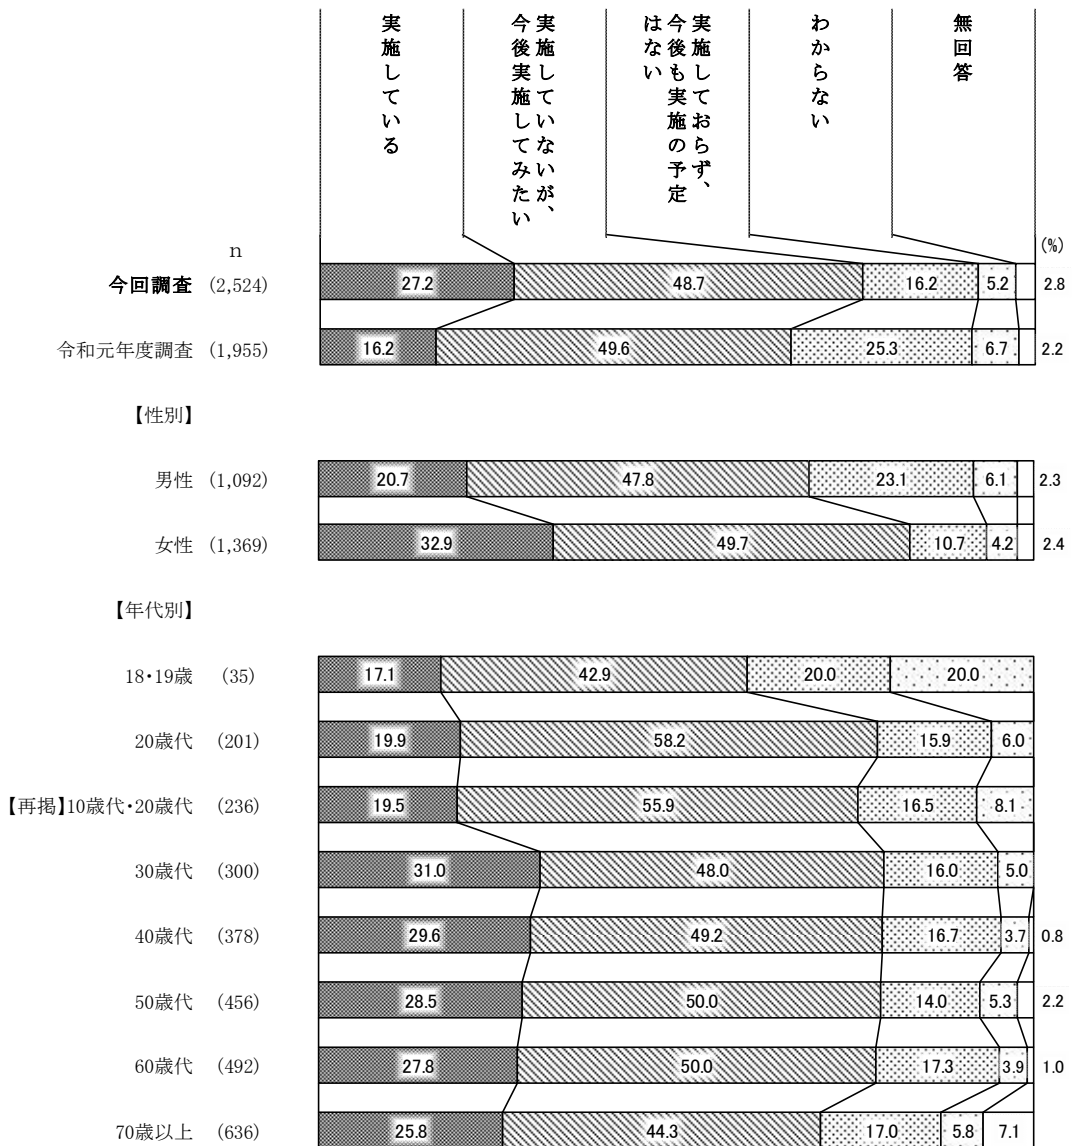 実施している
実施していないが、
今後実施してみたい
実施しておらず、
今後も実施の予定
はない
わからない
無回答
n
(%)
今回調査 (2,524) 27.2 48.7 16.2 5.2 2.8
令和元年度調査 (1,955) 16.2 49.6 25.3 6.7 2.2
【性別】
男性 (1,092) 20.7 47.8 23.1 6.1 2.3
女性 (1,369) 32.9 49.7 10.7 4.2 2.4
【年代別】
18・19歳 (35) 17.1 42.9 20.0 20.0
20歳代 (201) 19.9 58.2 15.9 6.0
【再掲】10歳代・20歳代 (236) 19.5 55.9 16.5 8.1
30歳代 (300) 31.0 48.0 16.0 5.0
40歳代 (378) 29.6 49.2 16.7 3.7 0.8
50歳代 (456) 28.5 50.0 14.0 5.3 2.2
60歳代 (492) 27.8 50.0 17.3 3.9 1.0
70歳以上 (636) 25.8 44.3 17.0 5.8 7.1